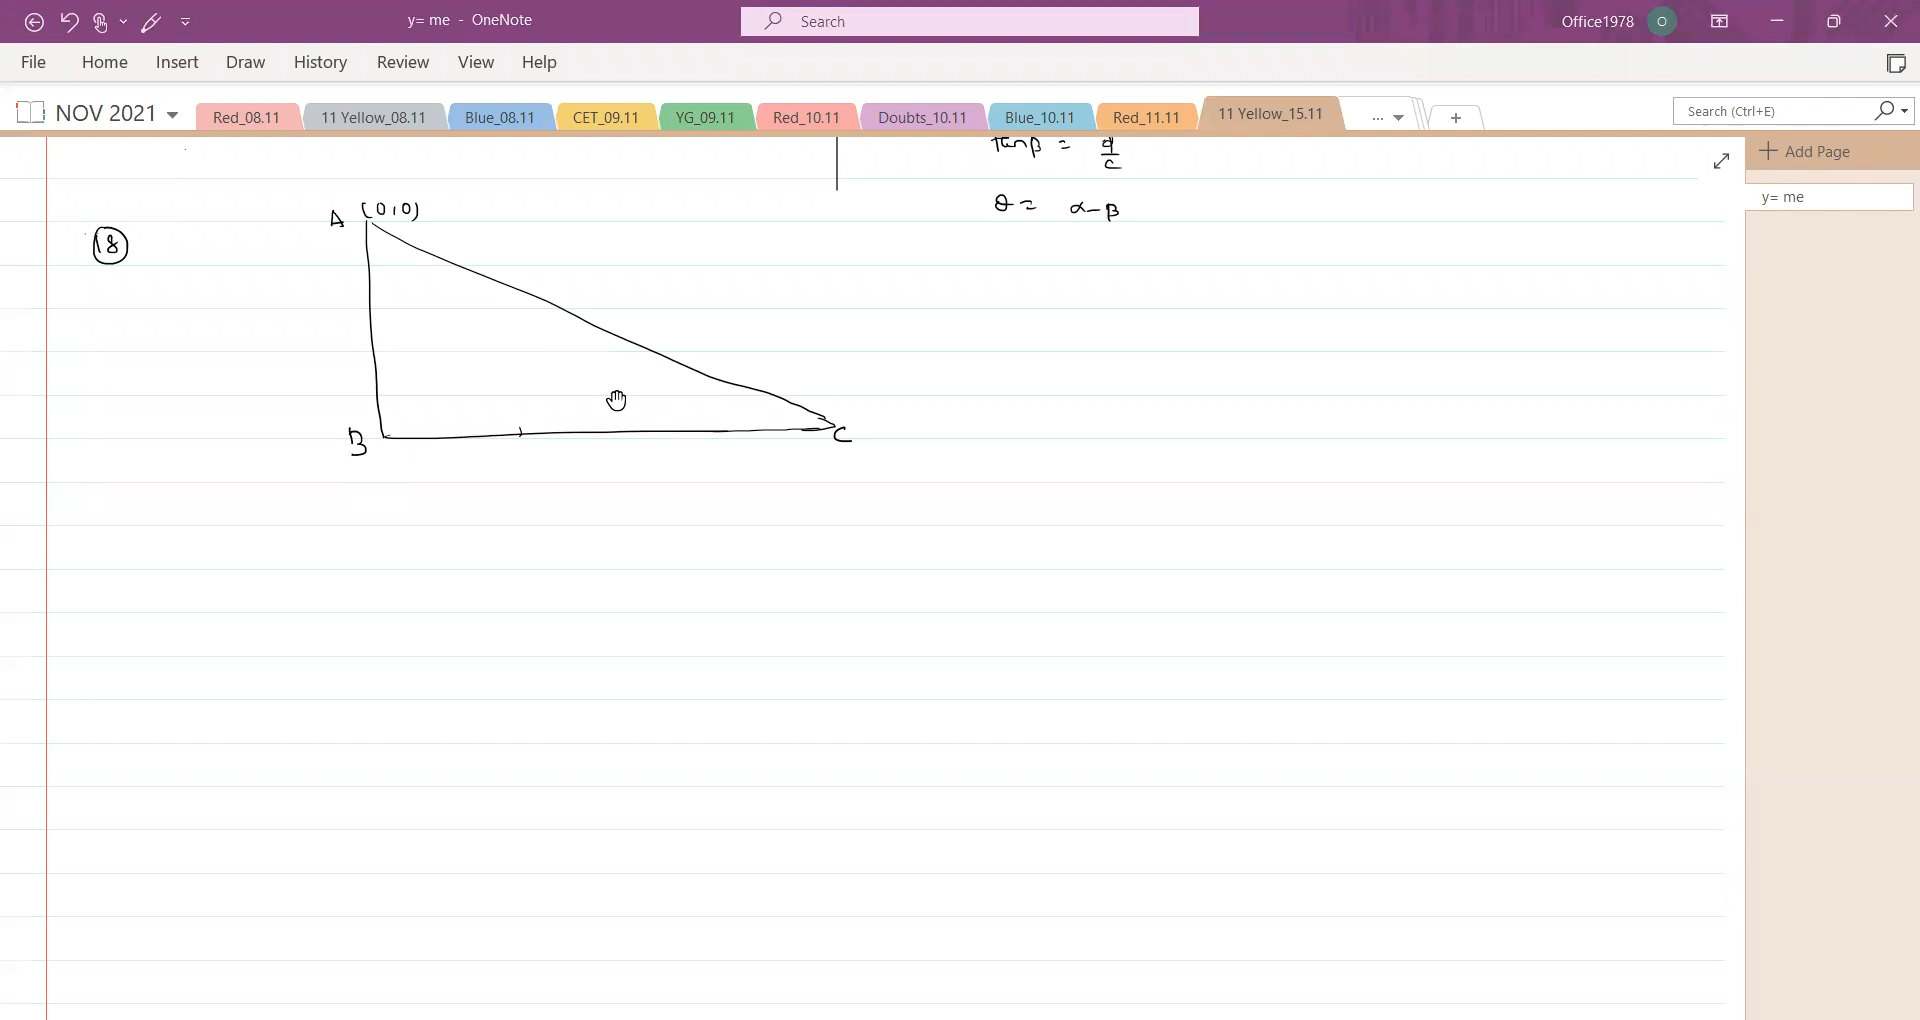 y= me - OneNote
Search
Office1978
O
File Home Insert Draw History Review View Help
NOV 2021
Red_08.11
11 Yellow_08.11
Blue_08.11
CET_09.11
YG_09.11
Red_10.11
Doubts_10.11
Blue_10.11
Red_11.11
11 Yellow_15.11
...
+
Search (Ctrl+E)
Add Page
y= me
tanβ = d/c
θ = α-β
18
A (0,0)
B
C